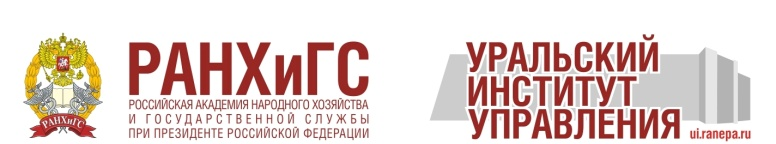 РАНХиГС
РАНХиГС
РОССИЙСКАЯ АКАДЕМИЯ НАРОДНОГО ХОЗЯЙСТВА
И ГОСУДАРСТВЕННОЙ СЛУЖБЫ
ПРИ ПРЕЗИДЕНТЕ РОССИЙСКОЙ ФЕДЕРАЦИИ
УРАЛЬСКИЙ
ИНСТИТУТ
УПРАВЛЕНИЯ
ui.ranepa.ru